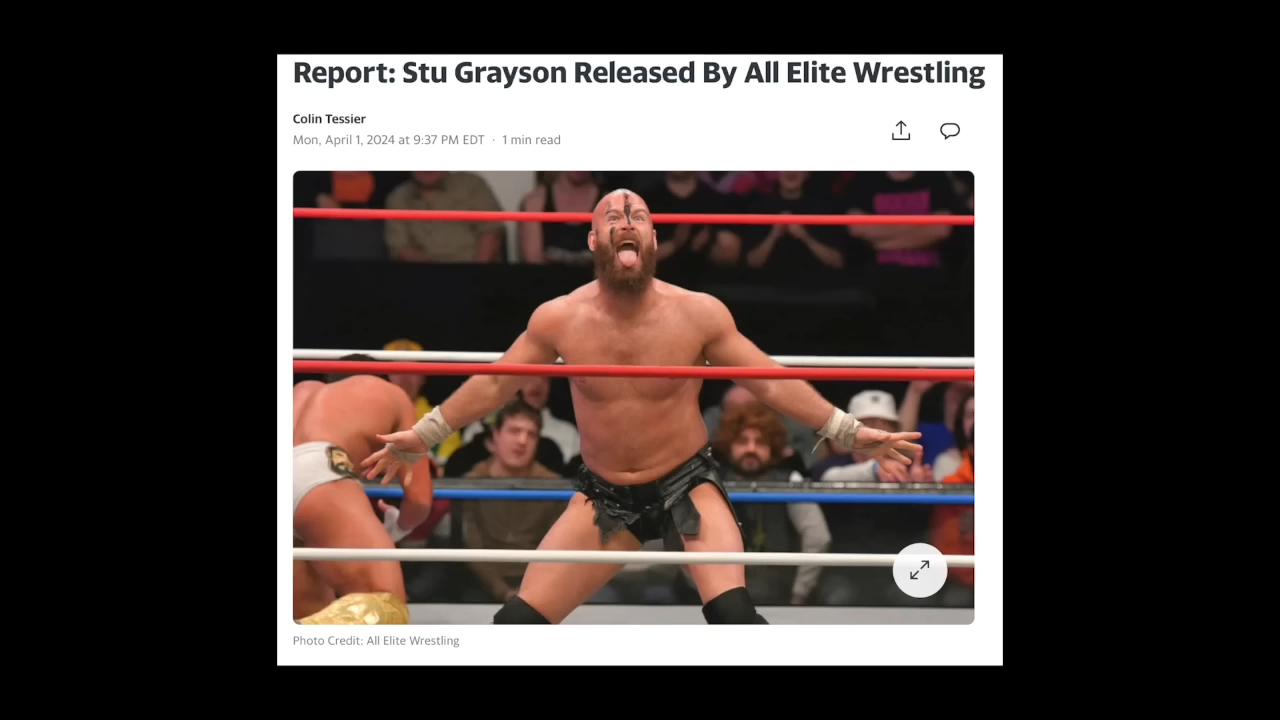 Report: Stu Grayson Released By All Elite Wrestling
Colin Tessier
Mon, April 1, 2024 at 9:37 PM EDT · 1 min read
Photo Credit: All Elite Wrestling